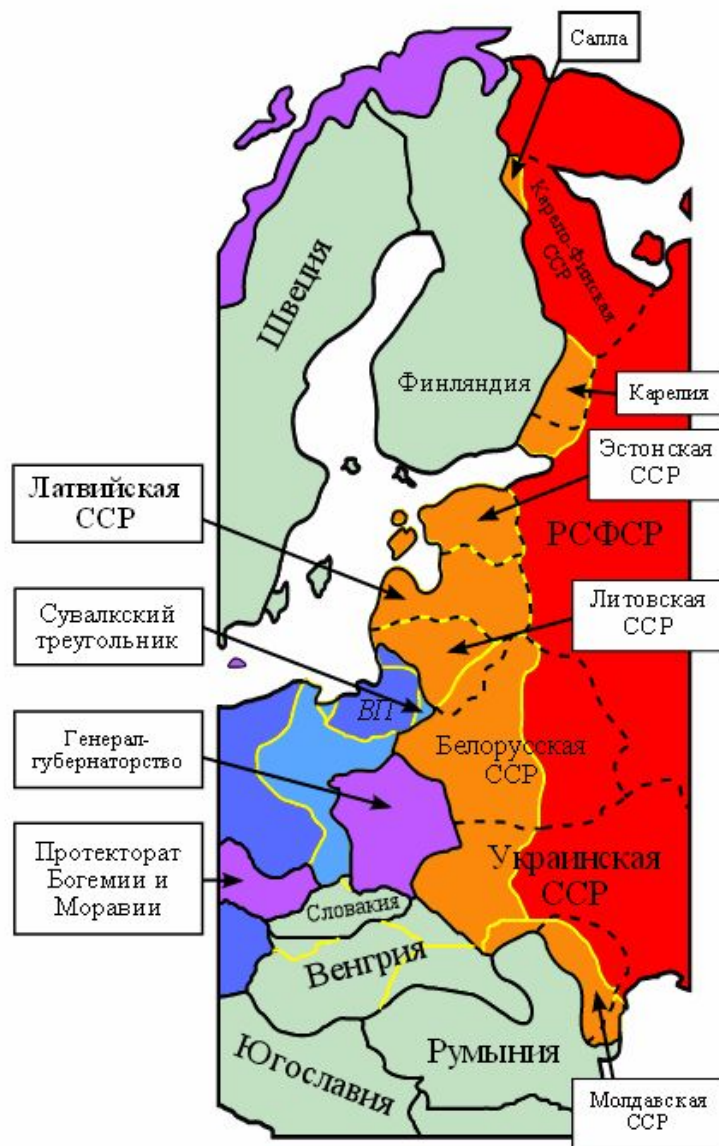 Салла
Карело-Финская
ССР
Швеция
Финляндия
Карелия
Эстонская
ССР
Латвийская
ССР
РСФСР
Литовская
ССР
Сувалкский
треугольник
ВП
Генерал-
губернаторство
Белорусская
ССР
Протекторат
Богемии и
Моравии
Украинская
ССР
Словакия
Венгрия
Румыния
Югославия
Молдавская
ССР